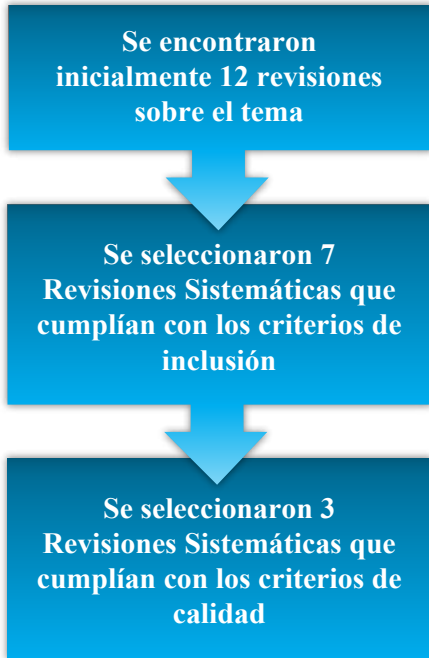 Se encontraron
inicialmente 12 revisiones
sobre el tema
Se seleccionaron 7
Revisiones Sistemáticas que
cumplían con los criterios de
inclusión
Se seleccionaron 3
Revisiones Sistemáticas que
cumplían con los criterios de
calidad